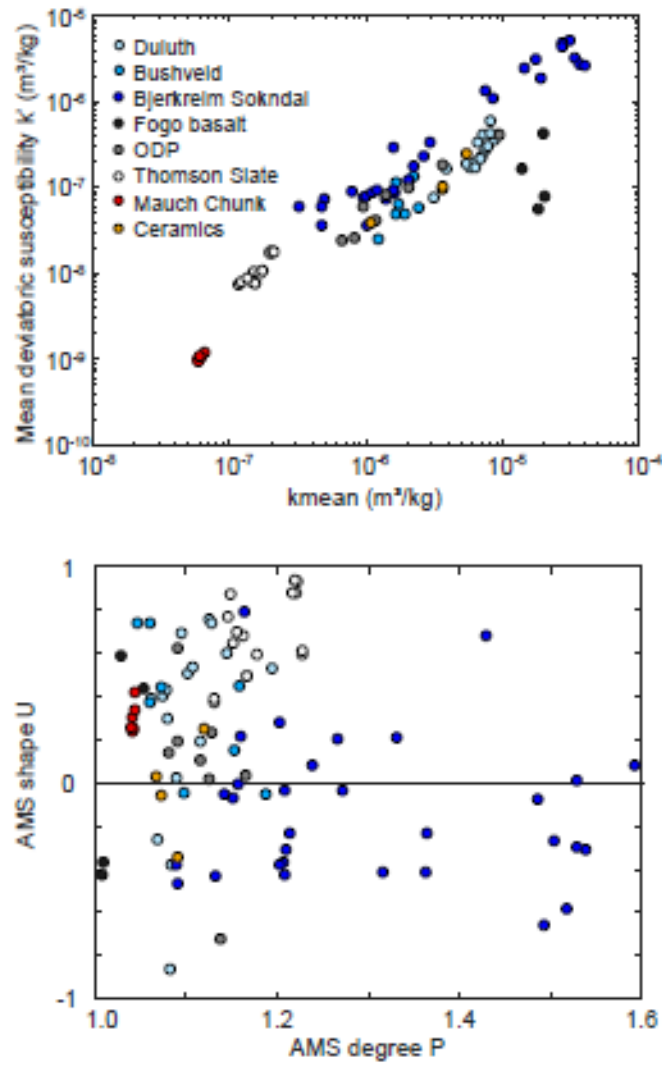 Mean deviatoric susceptibility K' (m³/kg)
10⁻⁵
10⁻⁶
10⁻⁷
10⁻⁸
10⁻⁹
10⁻¹⁰
Duluth
Bushveld
Bjerkreim Sokndal
Fogo basalt
ODP
Thomson Slate
Mauch Chunk
Ceramics
10⁻⁸ 10⁻⁷ 10⁻⁶ 10⁻⁵ 10⁻⁴
kmean (m³/kg)
AMS shape U
1
0
-1
1.0 1.2 1.4 1.6
AMS degree P